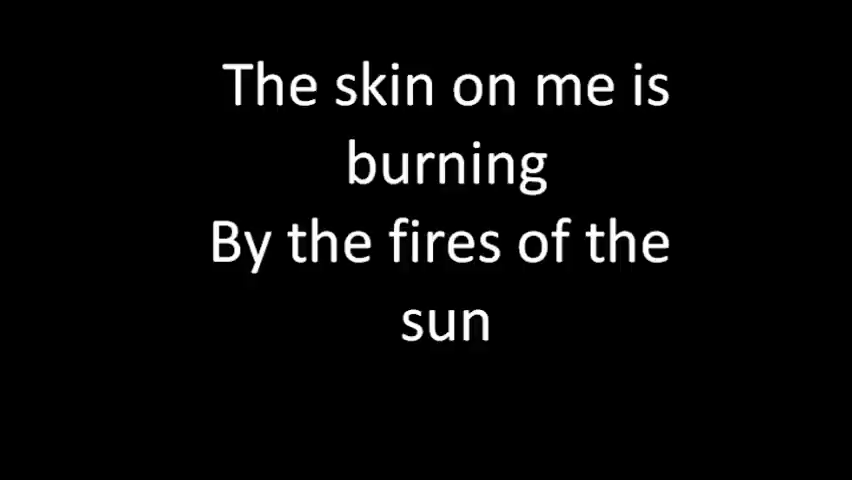 The skin on me is
burning
By the fires of the
sun